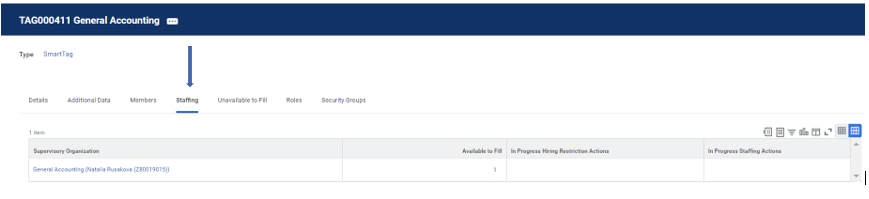 TAG000411 General Accounting
Type SmartTag
Details Additional Data Members Staffing Unavailable to Fill Roles Security Groups
1 item
Supervisory Organization Available to Fill In Progress Hiring Restriction Actions In Progress Staffing Actions
General Accounting (Natalia Rusakova (Z80019015)) 1